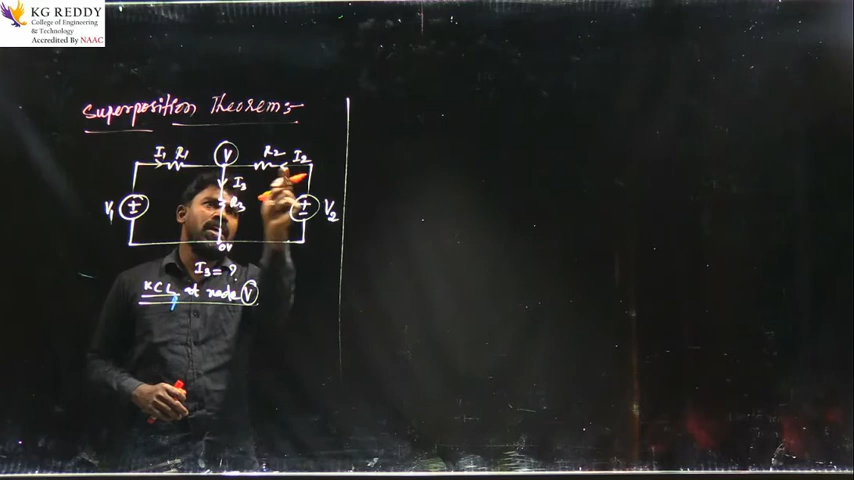 KG REDDY
College of Engineering
& Technology
Accredited By NAAC
Superposition Theorem:-
I1 R1 V R2 I2
I3
V1 R3 V2
0V
I3 = ?
KCL at node V